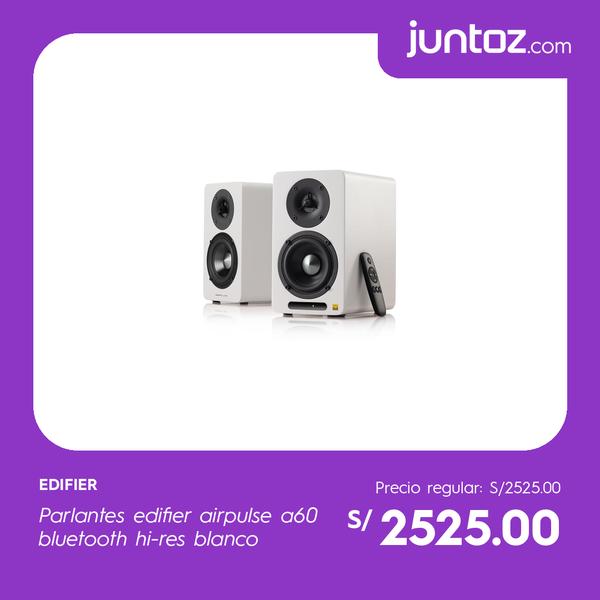 juntoz.com
EDIFIER
Parlantes edifier airpulse a60
bluetooth hi-res blanco
Precio regular: S/2525.00
S/ 2525.00